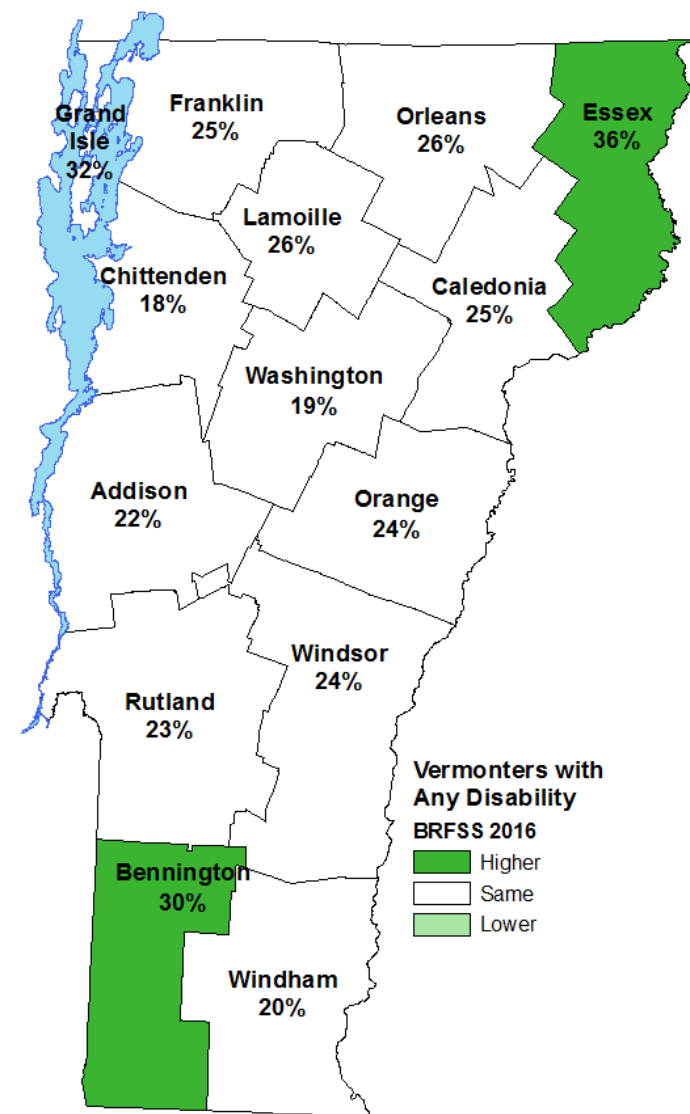 Grand
Isle
32%
Franklin
25%
Orleans
26%
Essex
36%
Lamoille
26%
Chittenden
18%
Caledonia
25%
Washington
19%
Addison
22%
Orange
24%
Windsor
24%
Rutland
23%
Bennington
30%
Windham
20%
Vermonters with
Any Disability
BRFSS 2016
Higher
Same
Lower